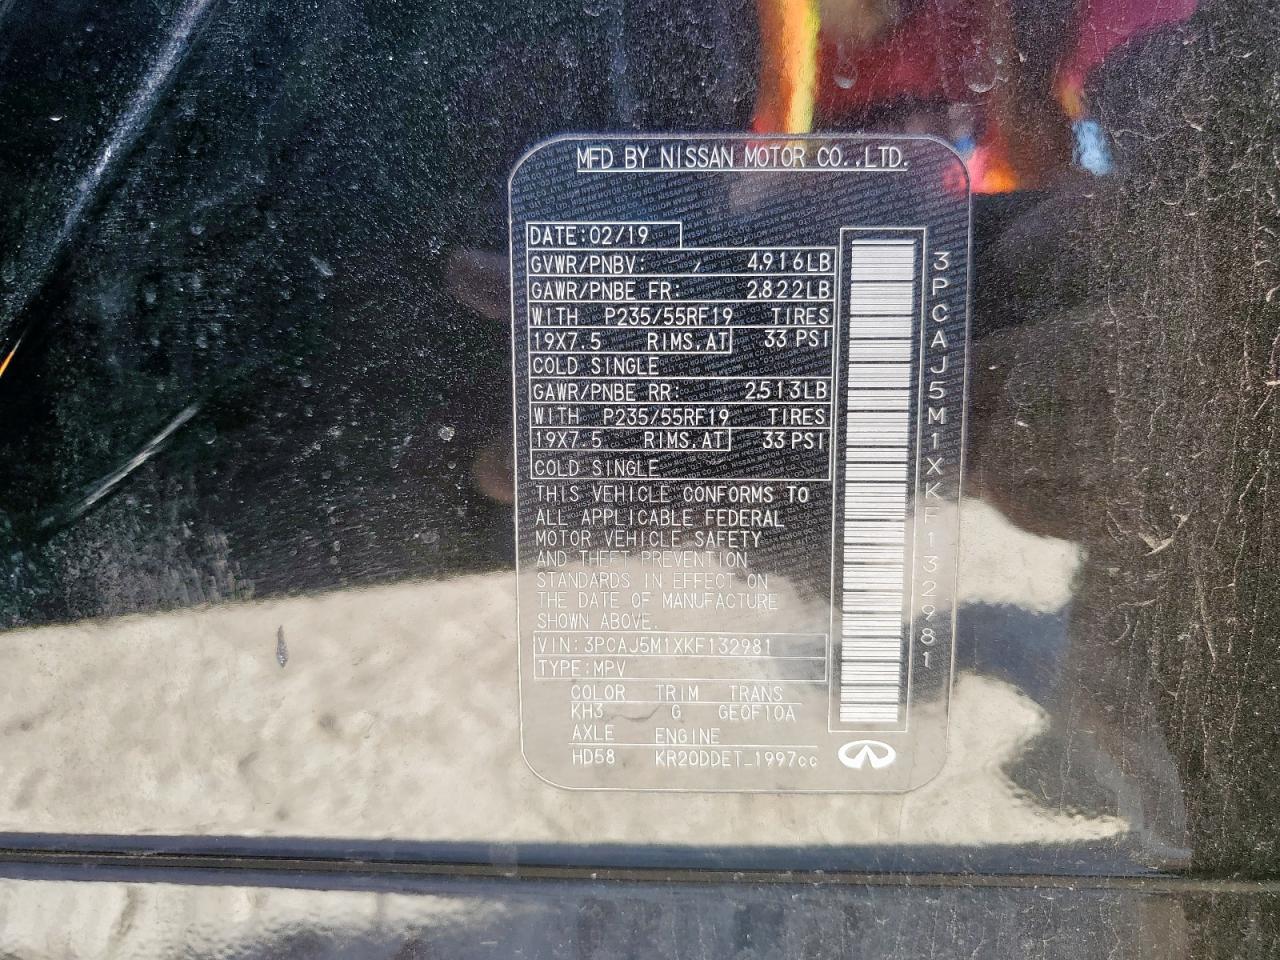 MFD BY NISSAN MOTOR CO.,LTD.
DATE:02/19
GVWR/PNBV: / 4.916LB
GAWR/PNBE FR: 2.822LB
WITH P235/55RF19 TIRES
19X7.5 RIMS,AT 33 PSI
COLD SINGLE
GAWR/PNBE RR: 2.513LB
WITH P235/55RF19 TIRES
19X7.5 RIMS,AT 33 PSI
COLD SINGLE
THIS VEHICLE CONFORMS TO
ALL APPLICABLE FEDERAL
MOTOR VEHICLE SAFETY
AND THEFT PREVENTION
STANDARDS IN EFFECT ON
THE DATE OF MANUFACTURE
SHOWN ABOVE.
VIN:3PCAJ5M1XKF132981
TYPE:MPV
COLOR TRIM TRANS
KH3 G GE0F10A
AXLE ENGINE
HD58 KR20DDET_1997cc
3PCAJ5M1XKF132981